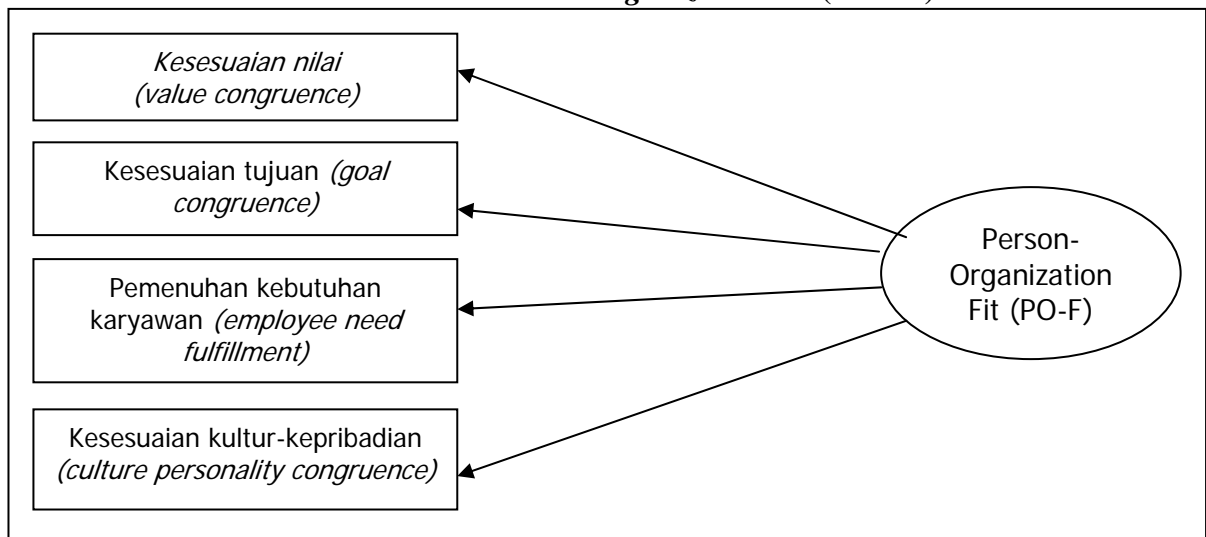 Kesesuaian nilai
(value congruence)
Kesesuaian tujuan (goal
congruence)
Pemenuhan kebutuhan
karyawan (employee need
fulfillment)
Kesesuaian kultur-kepribadian
(culture personality congruence)
Person-
Organization
Fit (PO-F)